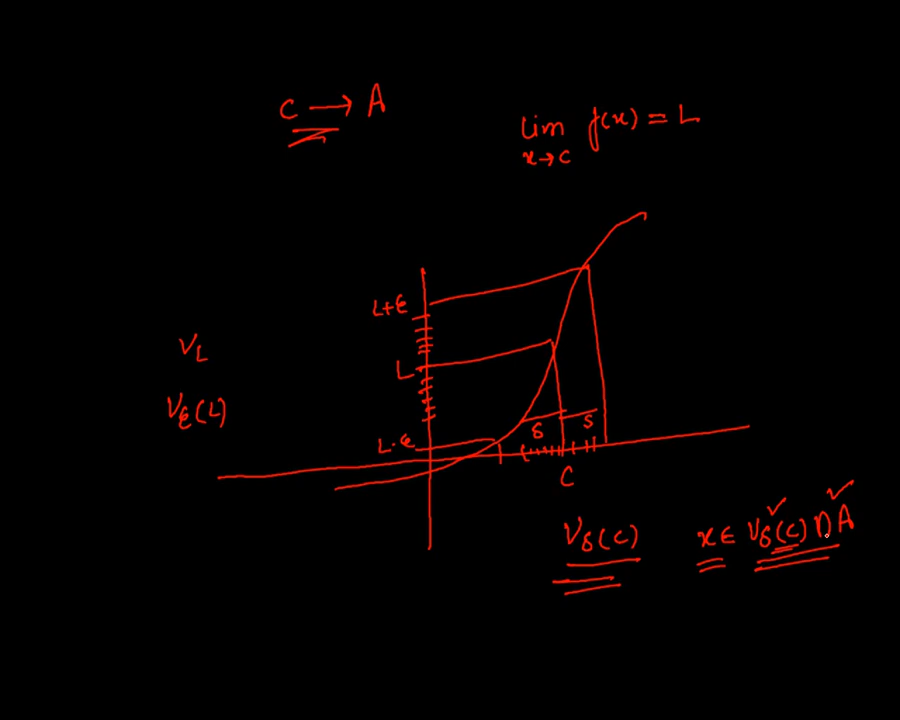 C → A
lim f(x) = L
x→c
L+ε
V_L
L
V_ε(L)
δ δ
L-ε
C
V_δ(C) x ∈ V_δ(C) ∩ A